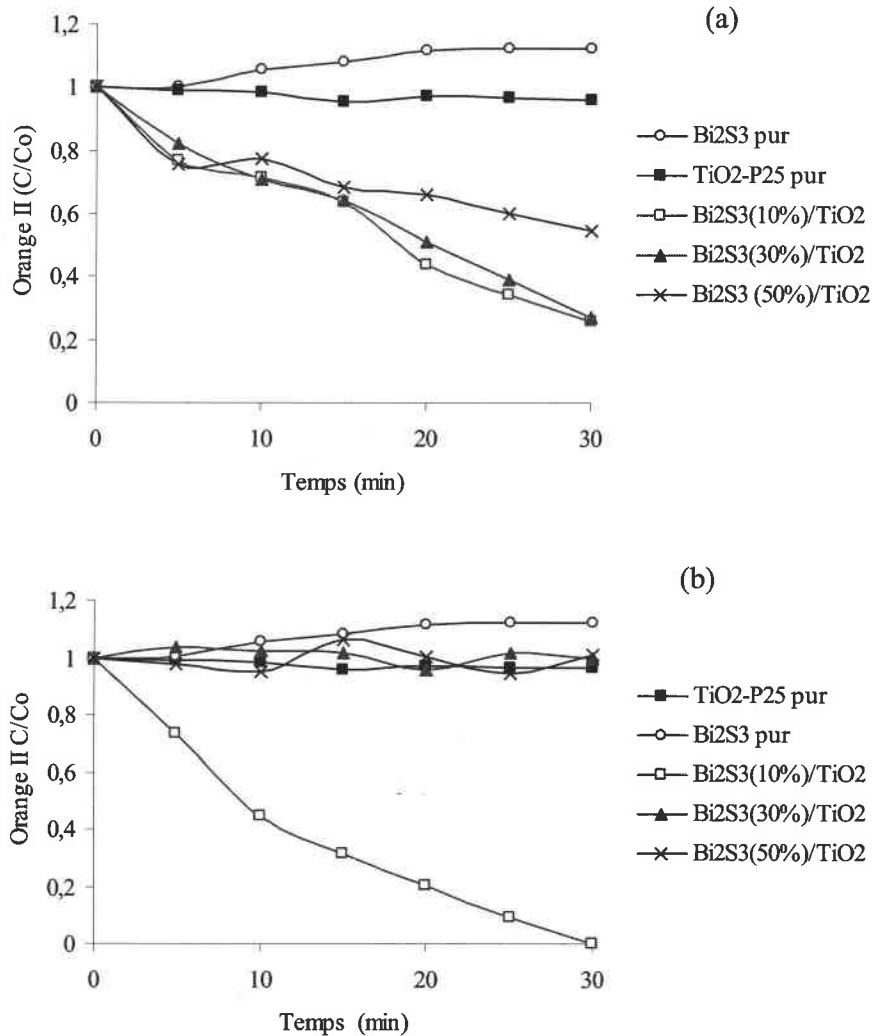 (a)
1,2
1
0,8
0,6
0,4
0,2
0
Orange II (C/Co)
0 10 20 30
Temps (min)
Bi2S3 pur
TiO2-P25 pur
Bi2S3(10%)/TiO2
Bi2S3(30%)/TiO2
Bi2S3 (50%)/TiO2
(b)
1,2
1
0,8
0,6
0,4
0,2
0
Orange II C/Co
0 10 20 30
Temps (min)
TiO2-P25 pur
Bi2S3 pur
Bi2S3(10%)/TiO2
Bi2S3(30%)/TiO2
Bi2S3(50%)/TiO2